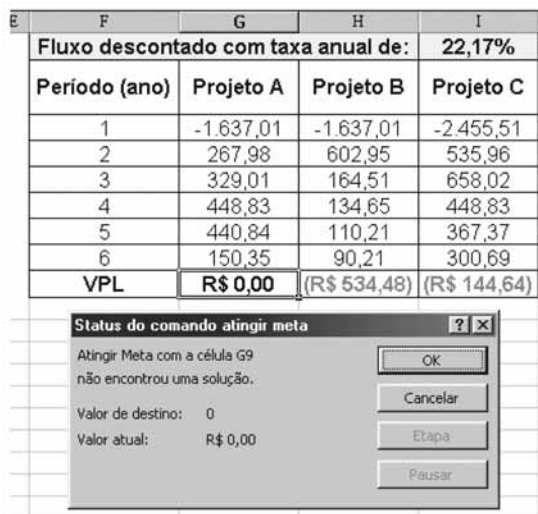 E F G H I
Fluxo descontado com taxa anual de: 22,17%
Período (ano) Projeto A Projeto B Projeto C
1 -1.637,01 -1.637,01 -2.455,51
2 267,98 602,95 535,96
3 329,01 164,51 658,02
4 448,83 134,65 448,83
5 440,84 110,21 367,37
6 150,35 90,21 300,69
VPL R$ 0,00 (R$ 534,48) (R$ 144,64)
Status do comando atingir meta ? x
Atingir Meta com a célula G9
não encontrou uma solução.
OK
Cancelar
Valor de destino: 0
Valor atual: R$ 0,00
Etapa
Pausar